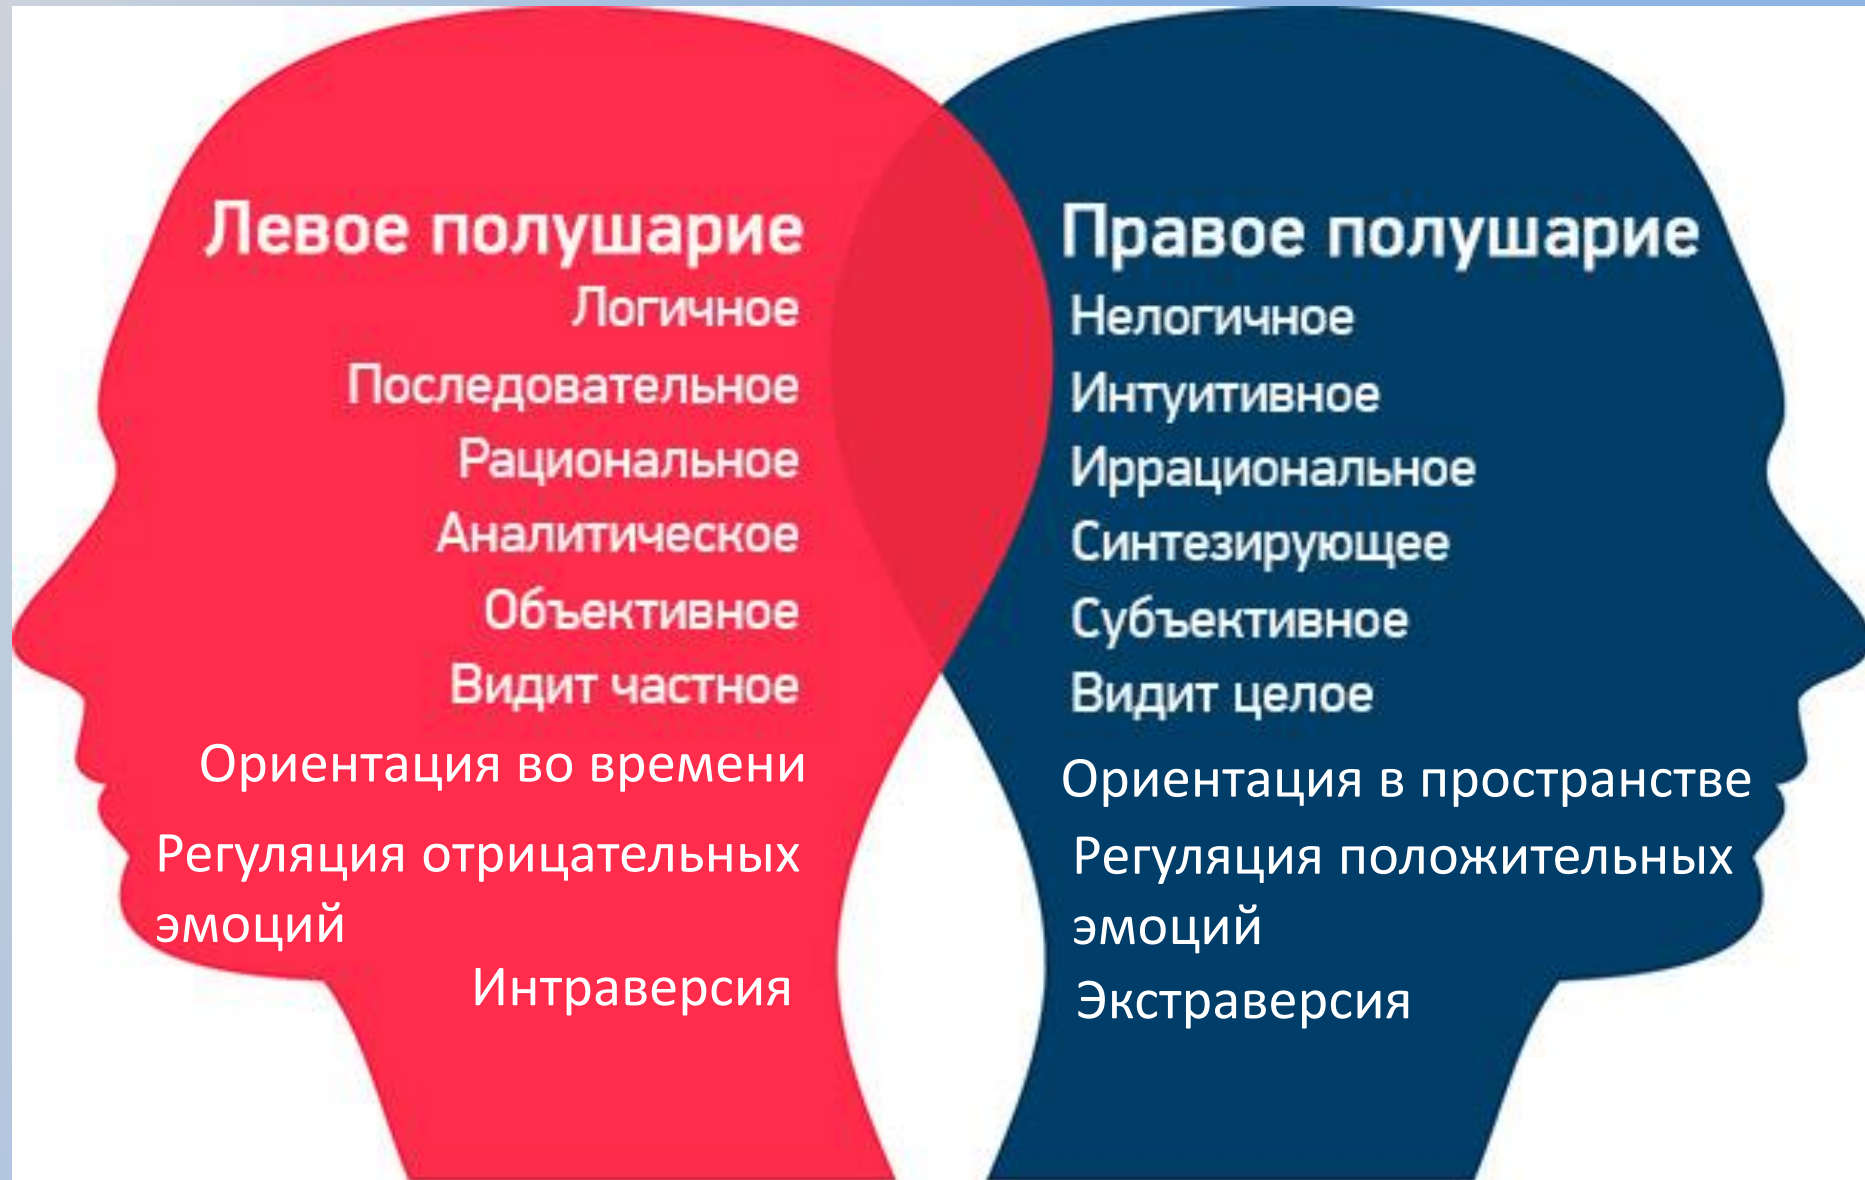 Левое полушарие
Логичное
Последовательное
Рациональное
Аналитическое
Объективное
Видит частное
Ориентация во времени
Регуляция отрицательных
эмоций
Интраверсия
Правое полушарие
Нелогичное
Интуитивное
Иррациональное
Синтезирующее
Субъективное
Видит целое
Ориентация в пространстве
Регуляция положительных
эмоций
Экстраверсия